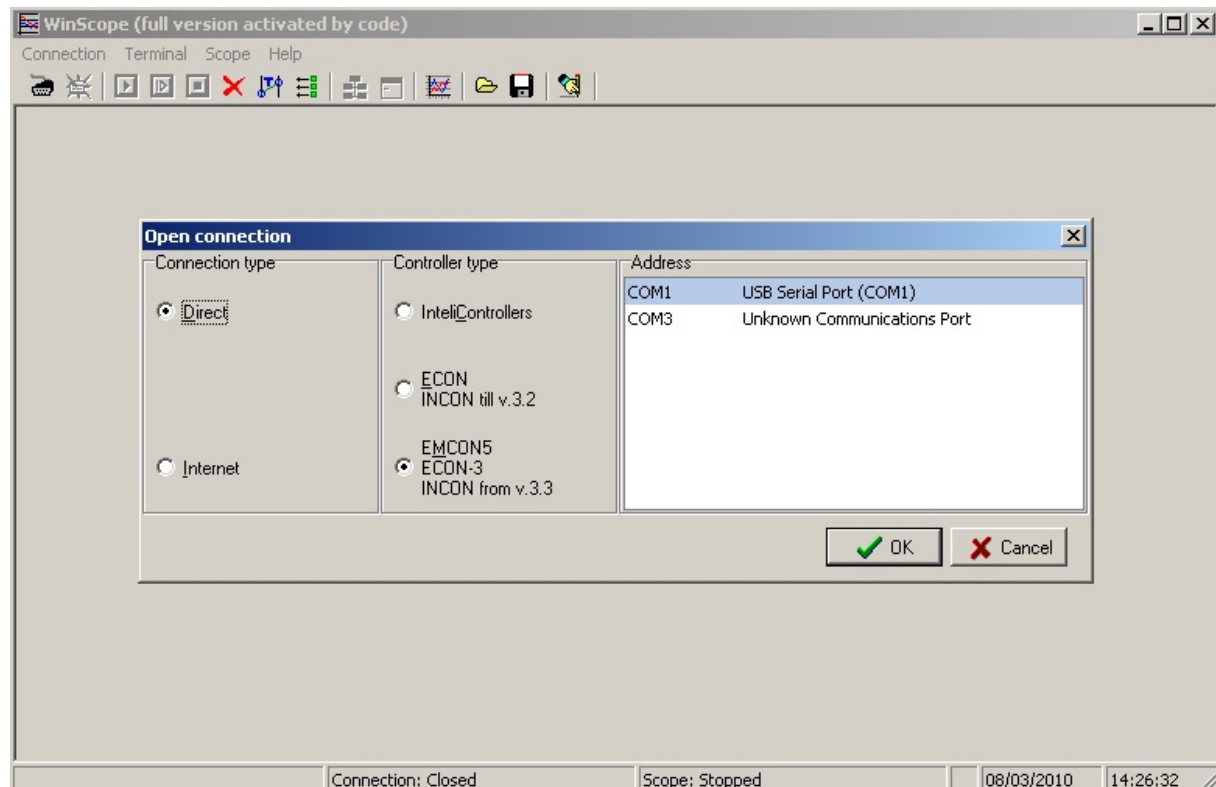 WinScope (full version activated by code)
Connection Terminal Scope Help
Open connection
Connection type
Direct
Internet
Controller type
InteliControllers
ECON
INCON till v.3.2
EMCON5
ECON-3
INCON from v.3.3
Address
COM1 USB Serial Port (COM1)
COM3 Unknown Communications Port
OK Cancel
Connection: Closed Scope: Stopped 08/03/2010 14:26:32